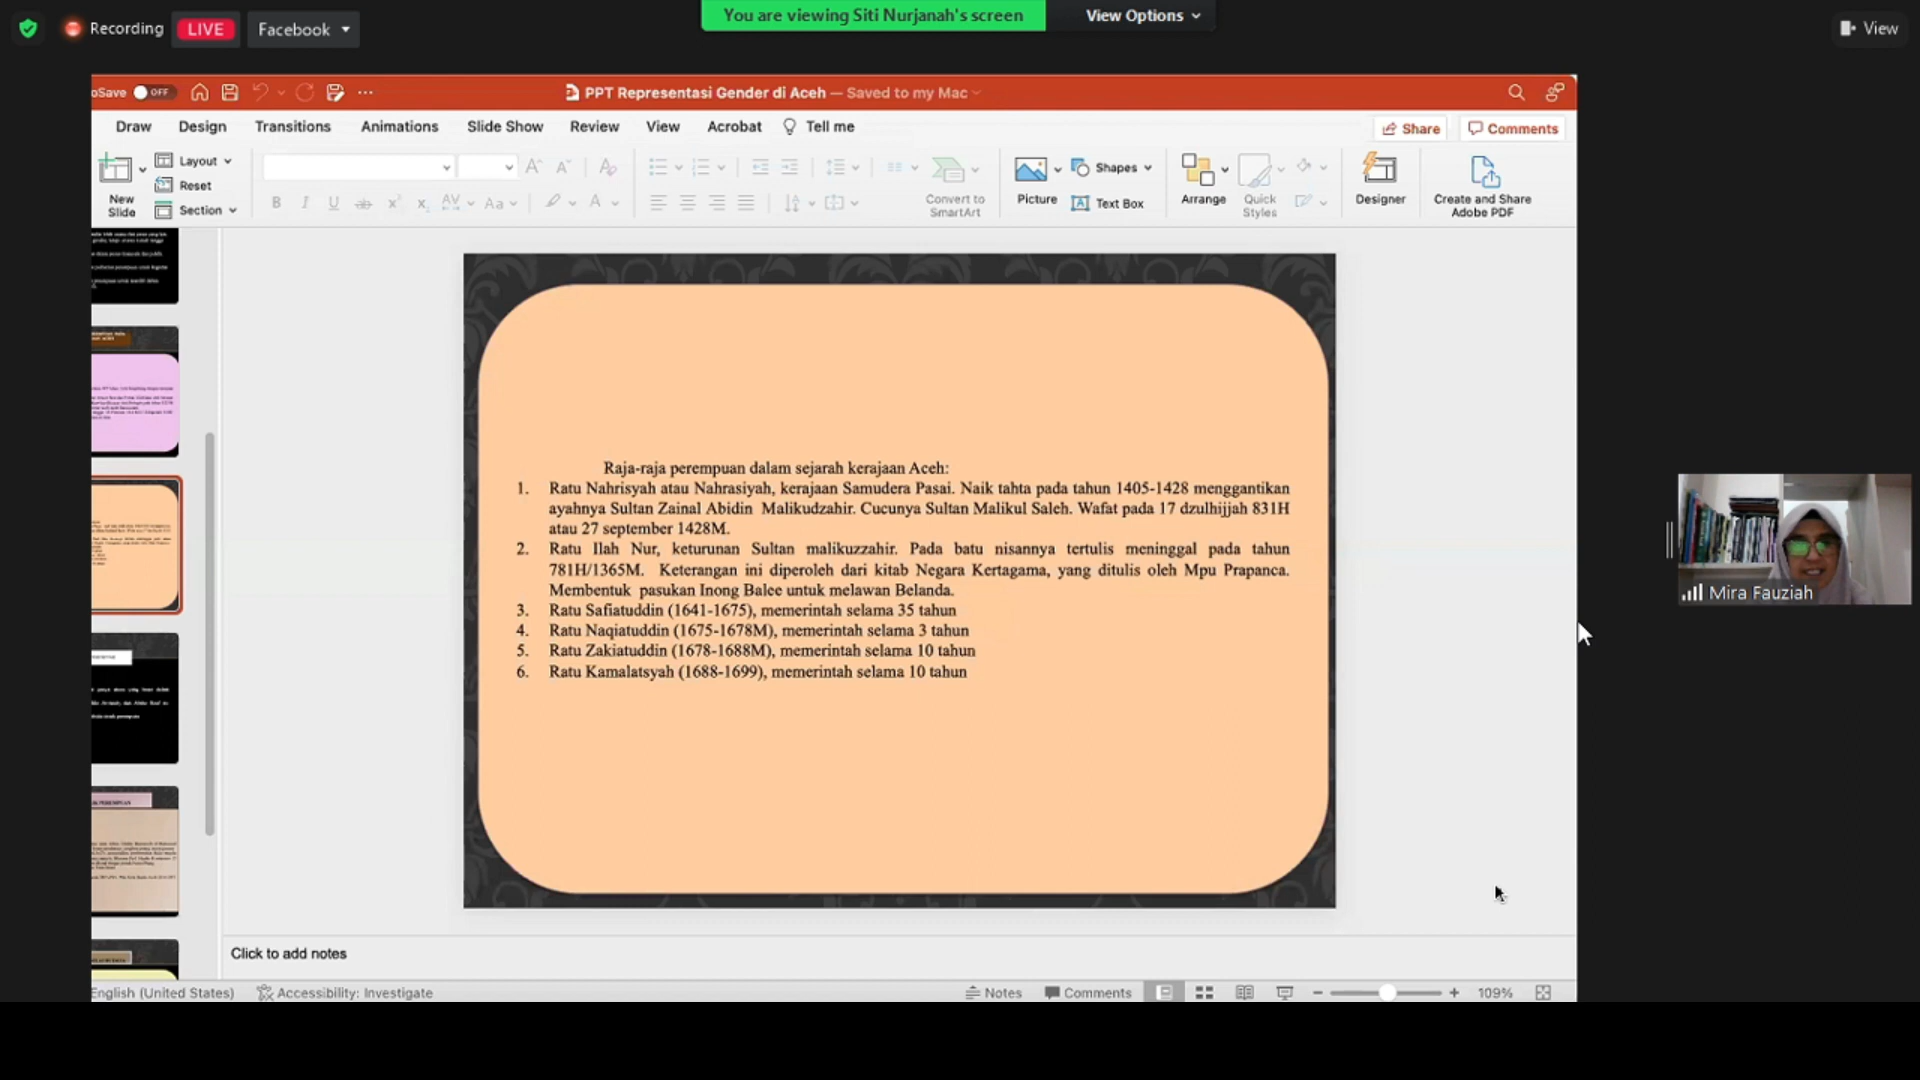 Recording
LIVE
Facebook
You are viewing Siti Nurjanah's screen
View Options
View
oSave
OFF
PPT Representasi Gender di Aceh — Saved to my Mac
Draw
Design
Transitions
Animations
Slide Show
Review
View
Acrobat
Tell me
Share
Comments
New Slide
Layout
Reset
Section
Convert to SmartArt
Picture
Shapes
Text Box
Arrange
Quick Styles
Designer
Create and Share Adobe PDF
Raja-raja perempuan dalam sejarah kerajaan Aceh:
1. Ratu Nahrisyah atau Nahrasiyah, kerajaan Samudera Pasai. Naik tahta pada tahun 1405-1428 menggantikan
ayahnya Sultan Zainal Abidin Malikudzahir. Cucunya Sultan Malikul Saleh. Wafat pada 17 dzulhijjah 831H
atau 27 september 1428M.
2. Ratu Ilah Nur, keturunan Sultan malikuzzahir. Pada batu nisannya tertulis meninggal pada tahun
781H/1365M. Keterangan ini diperoleh dari kitab Negara Kertagama, yang ditulis oleh Mpu Prapanca.
Membentuk pasukan Inong Balee untuk melawan Belanda.
3. Ratu Safiatuddin (1641-1675), memerintah selama 35 tahun
4. Ratu Naqiatuddin (1675-1678M), memerintah selama 3 tahun
5. Ratu Zakiatuddin (1678-1688M), memerintah selama 10 tahun
6. Ratu Kamalatsyah (1688-1699), memerintah selama 10 tahun
Mira Fauziah
Click to add notes
English (United States)
Accessibility: Investigate
Notes
Comments
109%